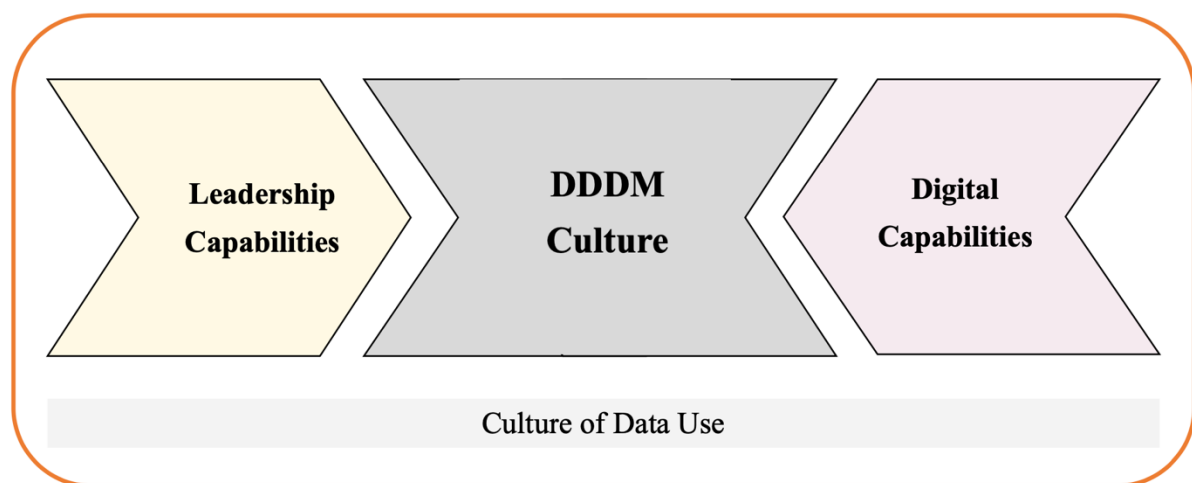 Leadership
Capabilities
DDDM
Culture
Digital
Capabilities
Culture of Data Use